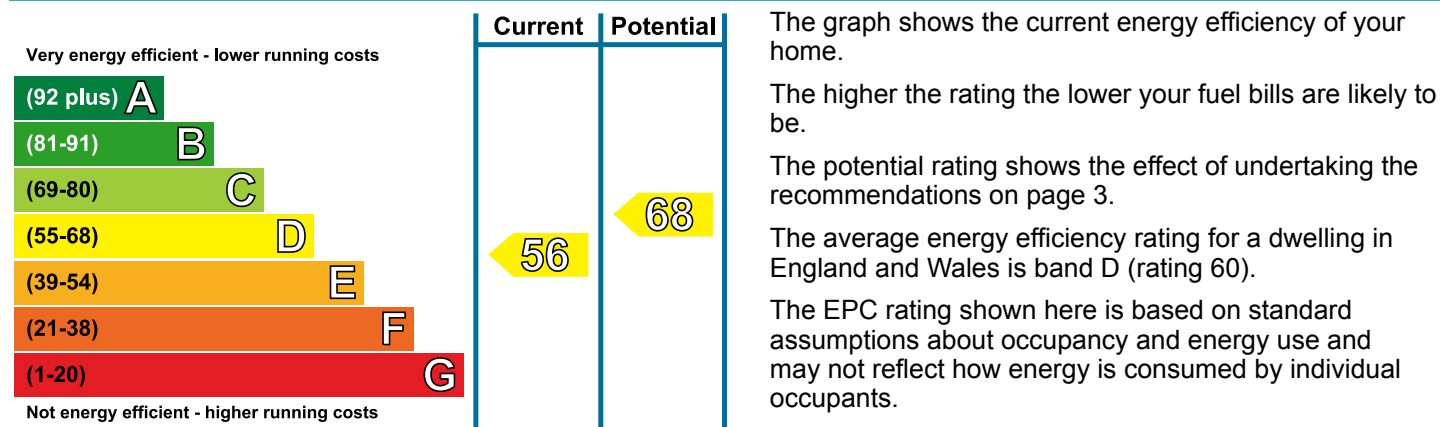 Current Potential
Very energy efficient - lower running costs
(92 plus) A
(81-91) B
(69-80) C
(55-68) D
(39-54) E
(21-38) F
(1-20) G
Not energy efficient - higher running costs
56
68
The graph shows the current energy efficiency of your
home.
The higher the rating the lower your fuel bills are likely to
be.
The potential rating shows the effect of undertaking the
recommendations on page 3.
The average energy efficiency rating for a dwelling in
England and Wales is band D (rating 60).
The EPC rating shown here is based on standard
assumptions about occupancy and energy use and
may not reflect how energy is consumed by individual
occupants.